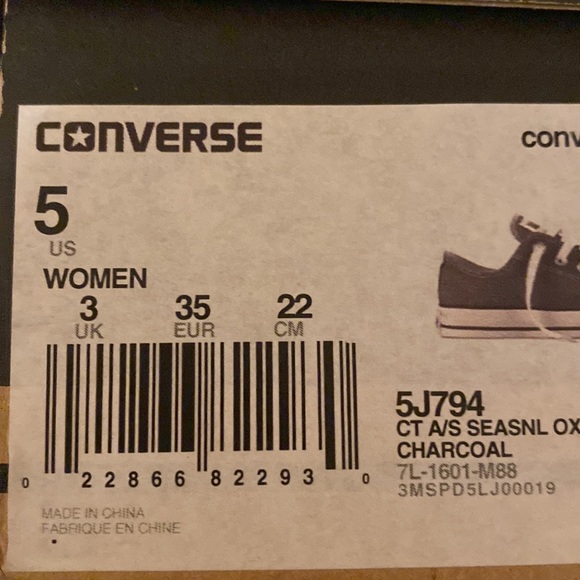 CONVERSE
conv
5
US
WOMEN
3 35 22
UK EUR CM
5J794
CT A/S SEASNL OX
CHARCOAL
7L-1601-M88
3MSPD5LJ00019
0 22866 82293 0
MADE IN CHINA
FABRIQUE EN CHINE